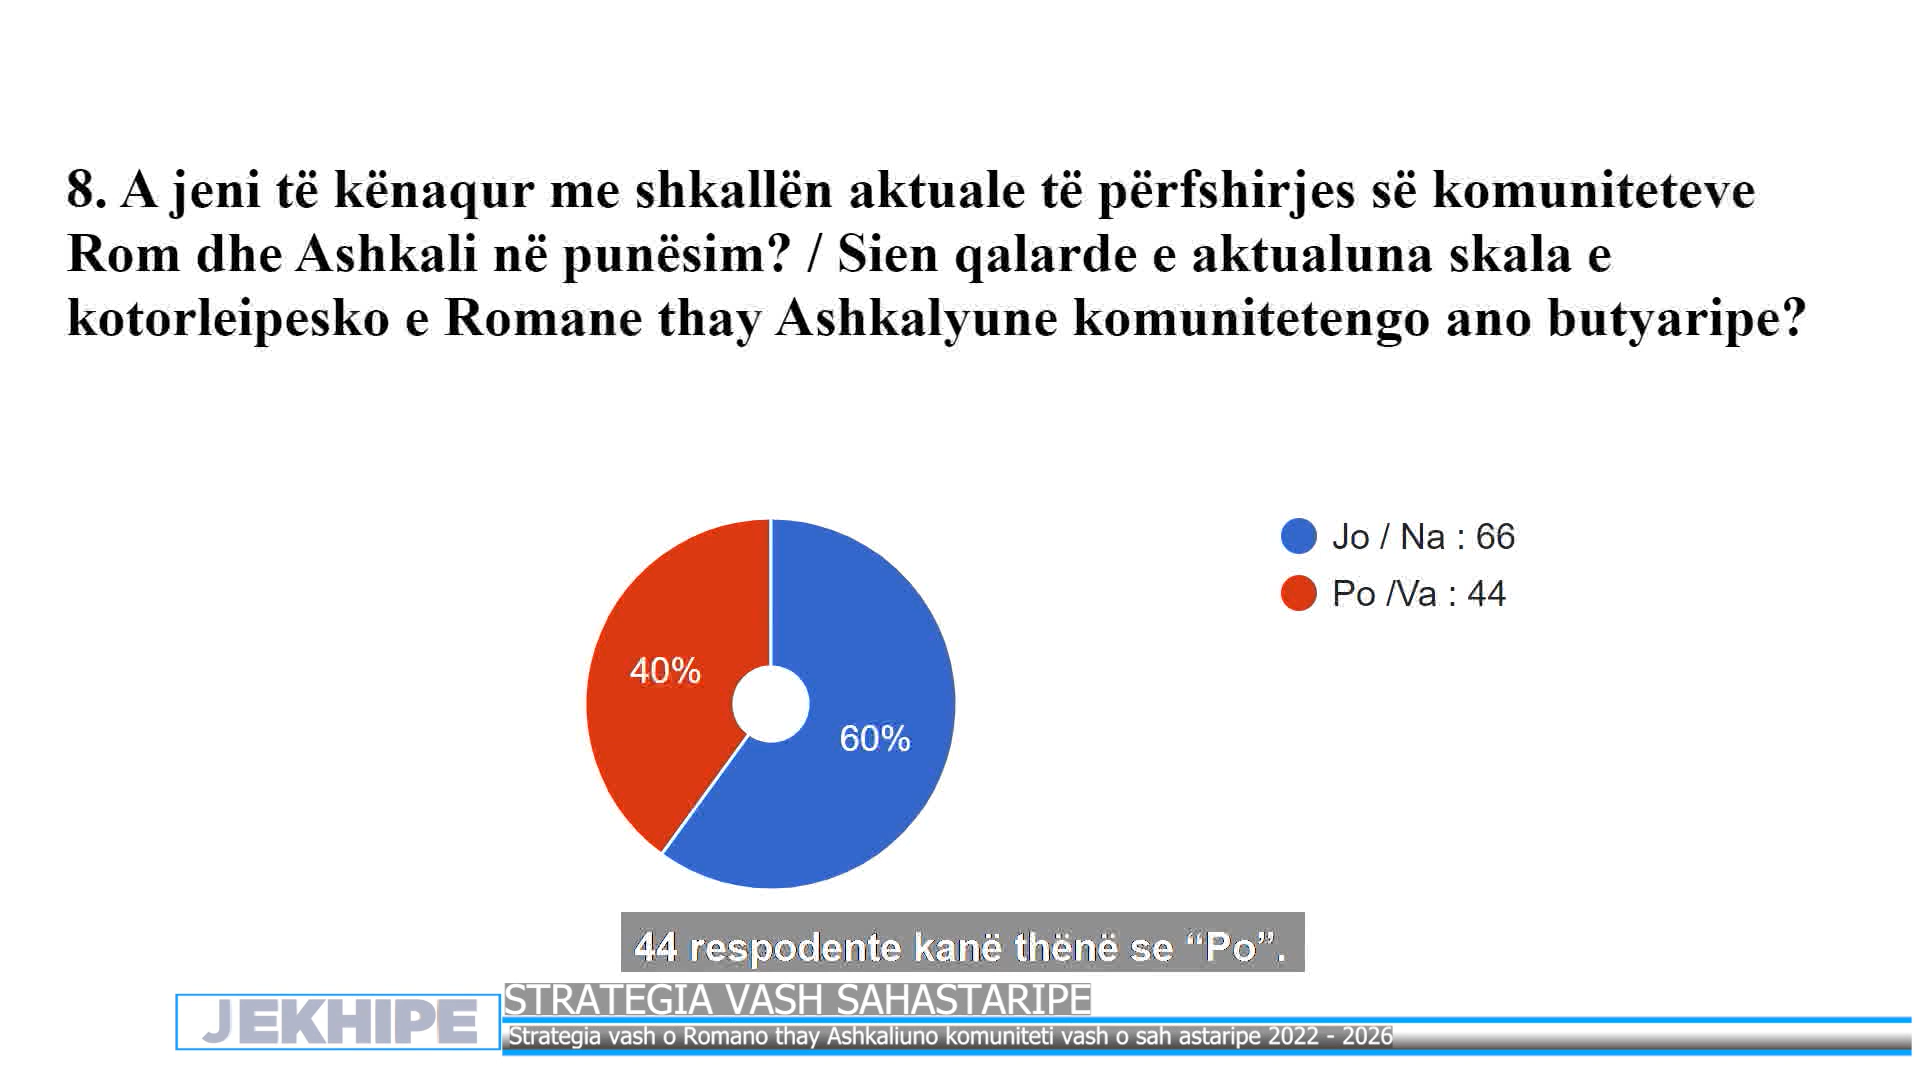 8. A jeni të kënaqur me shkallën aktuale të përfshirjes së komuniteteve
Rom dhe Ashkali në punësim? / Sien qalarde e aktualuna skala e
kotorleipesko e Romane thay Ashkalyune komunitetengo ano butyaripe?
Jo / Na : 66
Po /Va : 44
40%
60%
44 respodente kanë thënë se “Po”.
JEKHIPE
STRATEGIA VASH SAHASTARIPE
Strategia vash o Romano thay Ashkaliuno komuniteti vash o sah astaripe 2022 - 2026